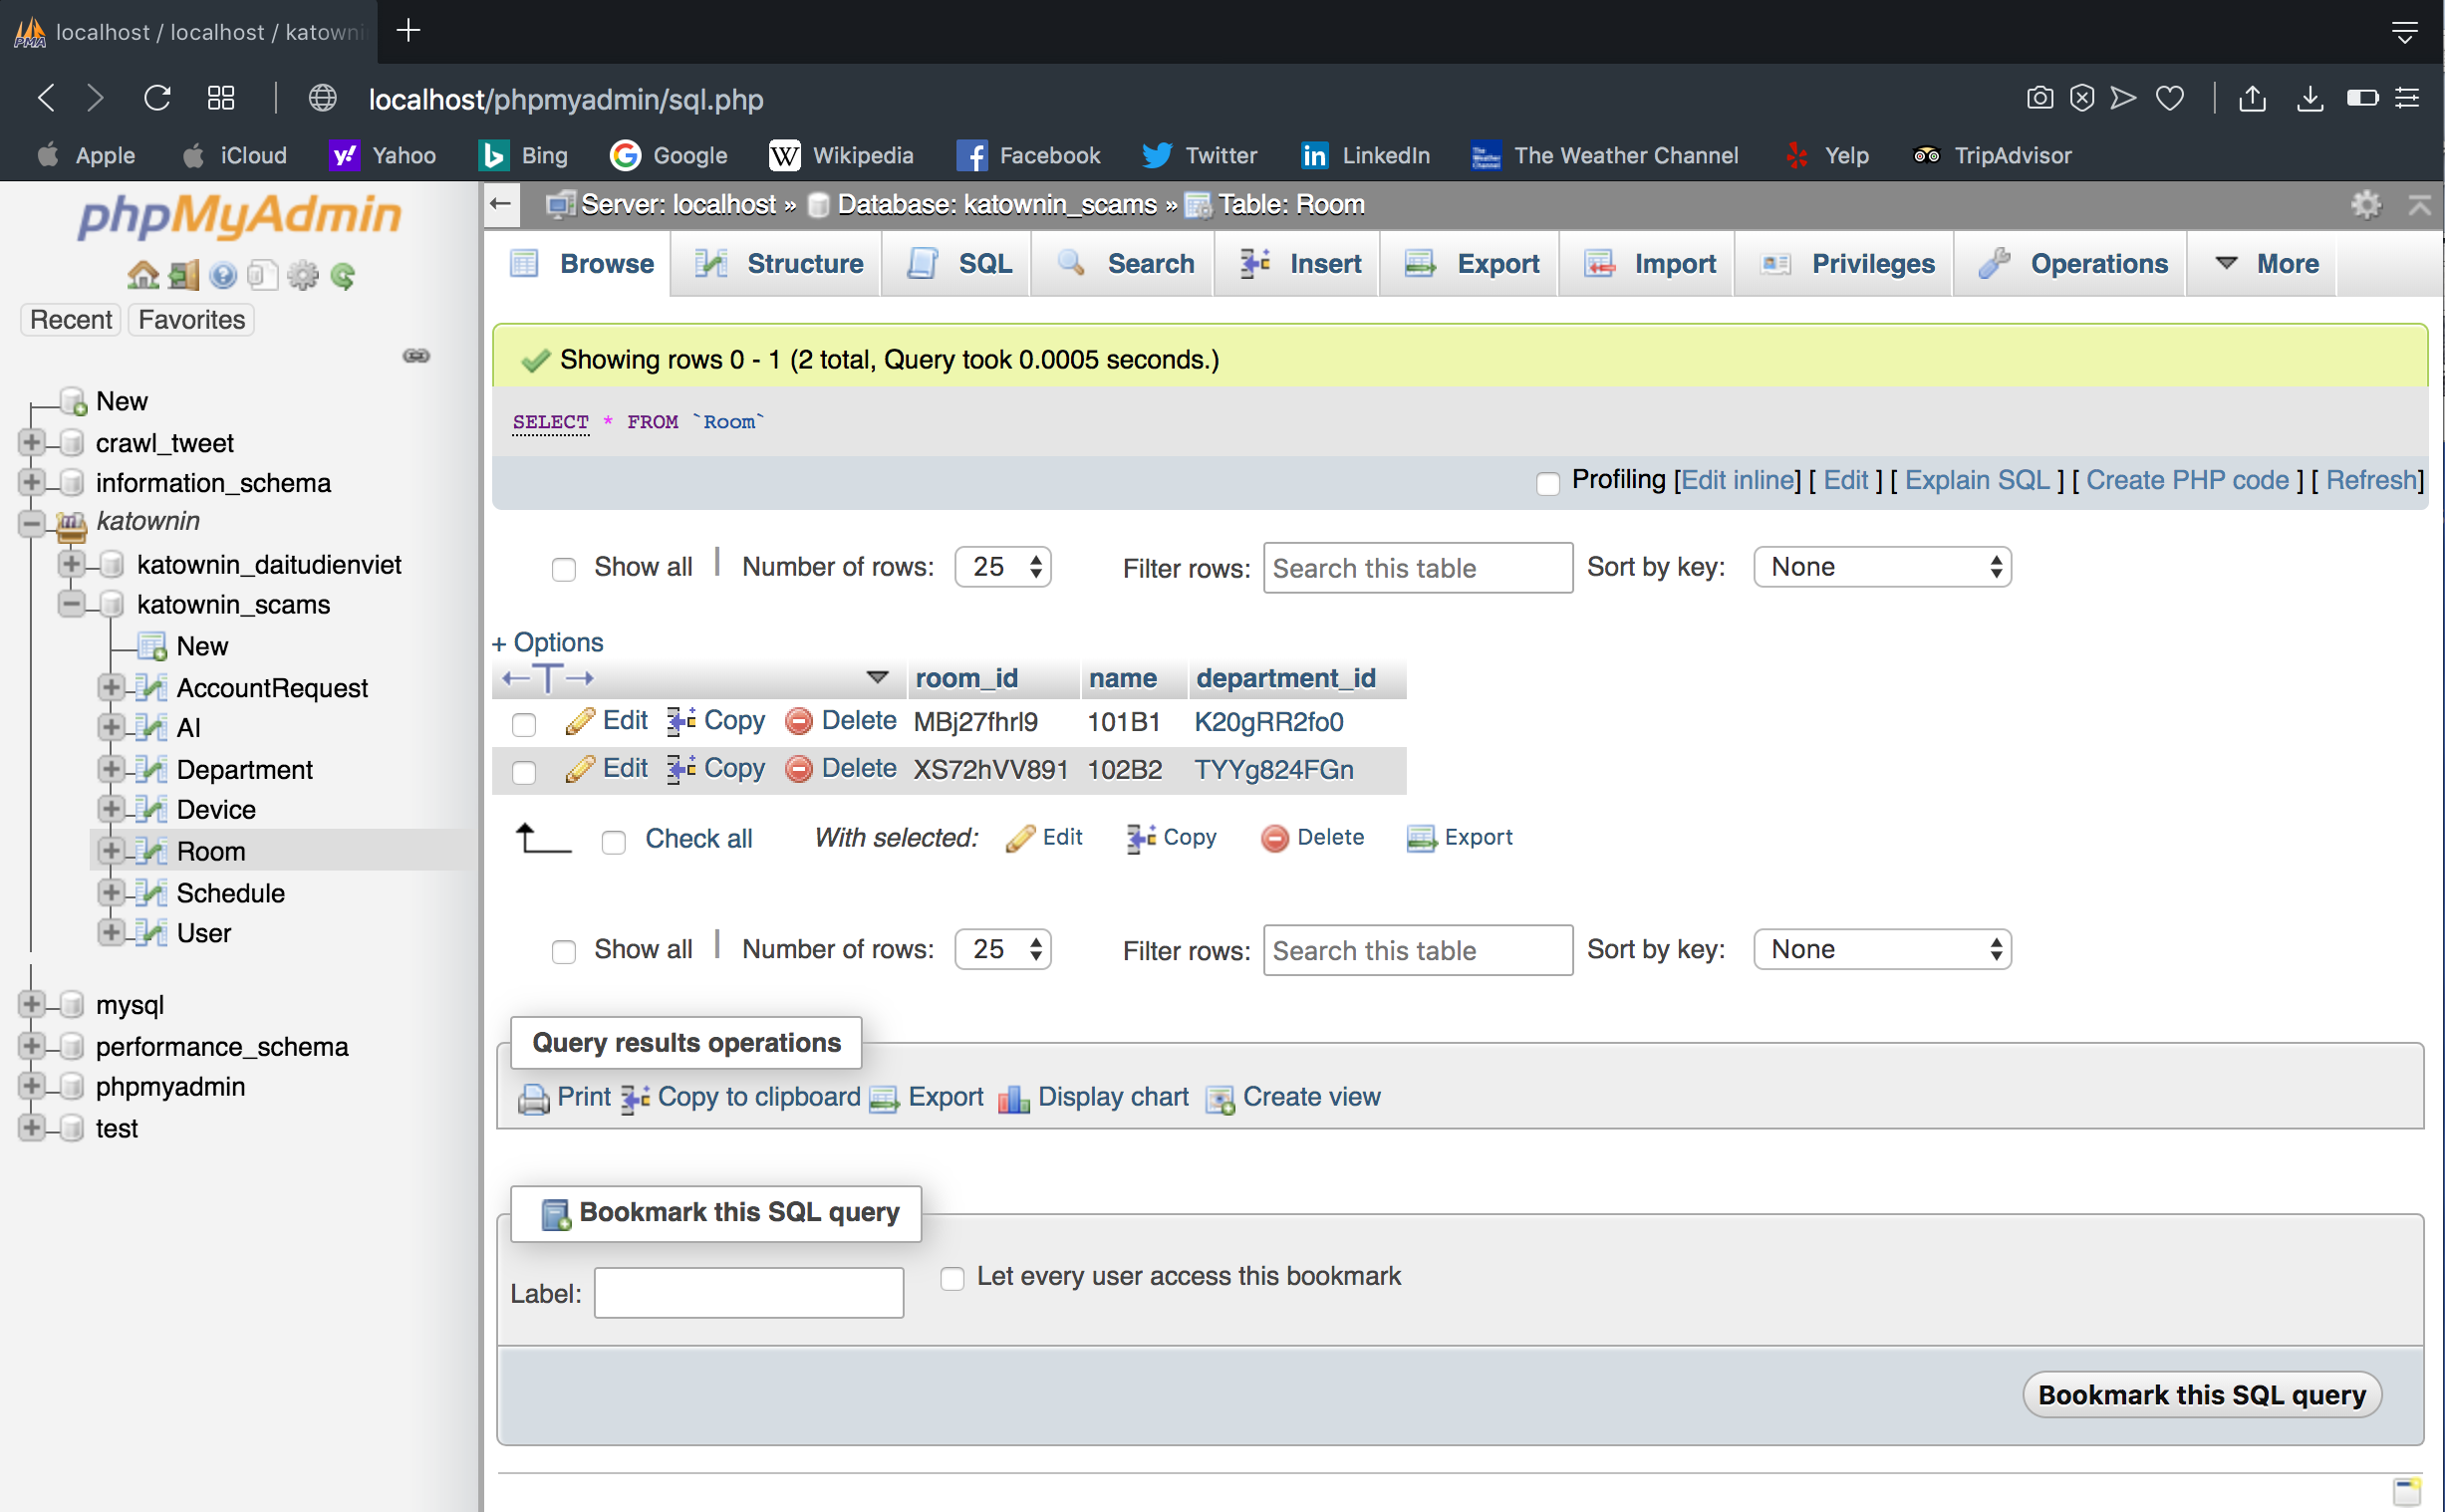 localhost / localhost / katowni
localhost/phpmyadmin/sql.php
Apple iCloud Yahoo Bing Google Wikipedia Facebook Twitter LinkedIn The Weather Channel Yelp TripAdvisor
phpMyAdmin
Recent Favorites
New
crawl_tweet
information_schema
katownin
katownin_daitudienviet
katownin_scams
New
AccountRequest
AI
Department
Device
Room
Schedule
User
mysql
performance_schema
phpmyadmin
test
Server: localhost » Database: katownin_scams » Table: Room
Browse Structure SQL Search Insert Export Import Privileges Operations More
Showing rows 0 - 1 (2 total, Query took 0.0005 seconds.)
SELECT * FROM `Room`
Profiling [Edit inline] [ Edit ] [ Explain SQL ] [ Create PHP code ] [ Refresh]
Show all | Number of rows: 25 Filter rows: Search this table Sort by key: None
+ Options
←T→ room_id name department_id
Edit Copy Delete MBj27fhrI9 101B1 K20gRR2fo0
Edit Copy Delete XS72hVV891 102B2 TYYg824FGn
Check all With selected: Edit Copy Delete Export
Show all | Number of rows: 25 Filter rows: Search this table Sort by key: None
Query results operations
Print Copy to clipboard Export Display chart Create view
Bookmark this SQL query
Label: Let every user access this bookmark
Bookmark this SQL query